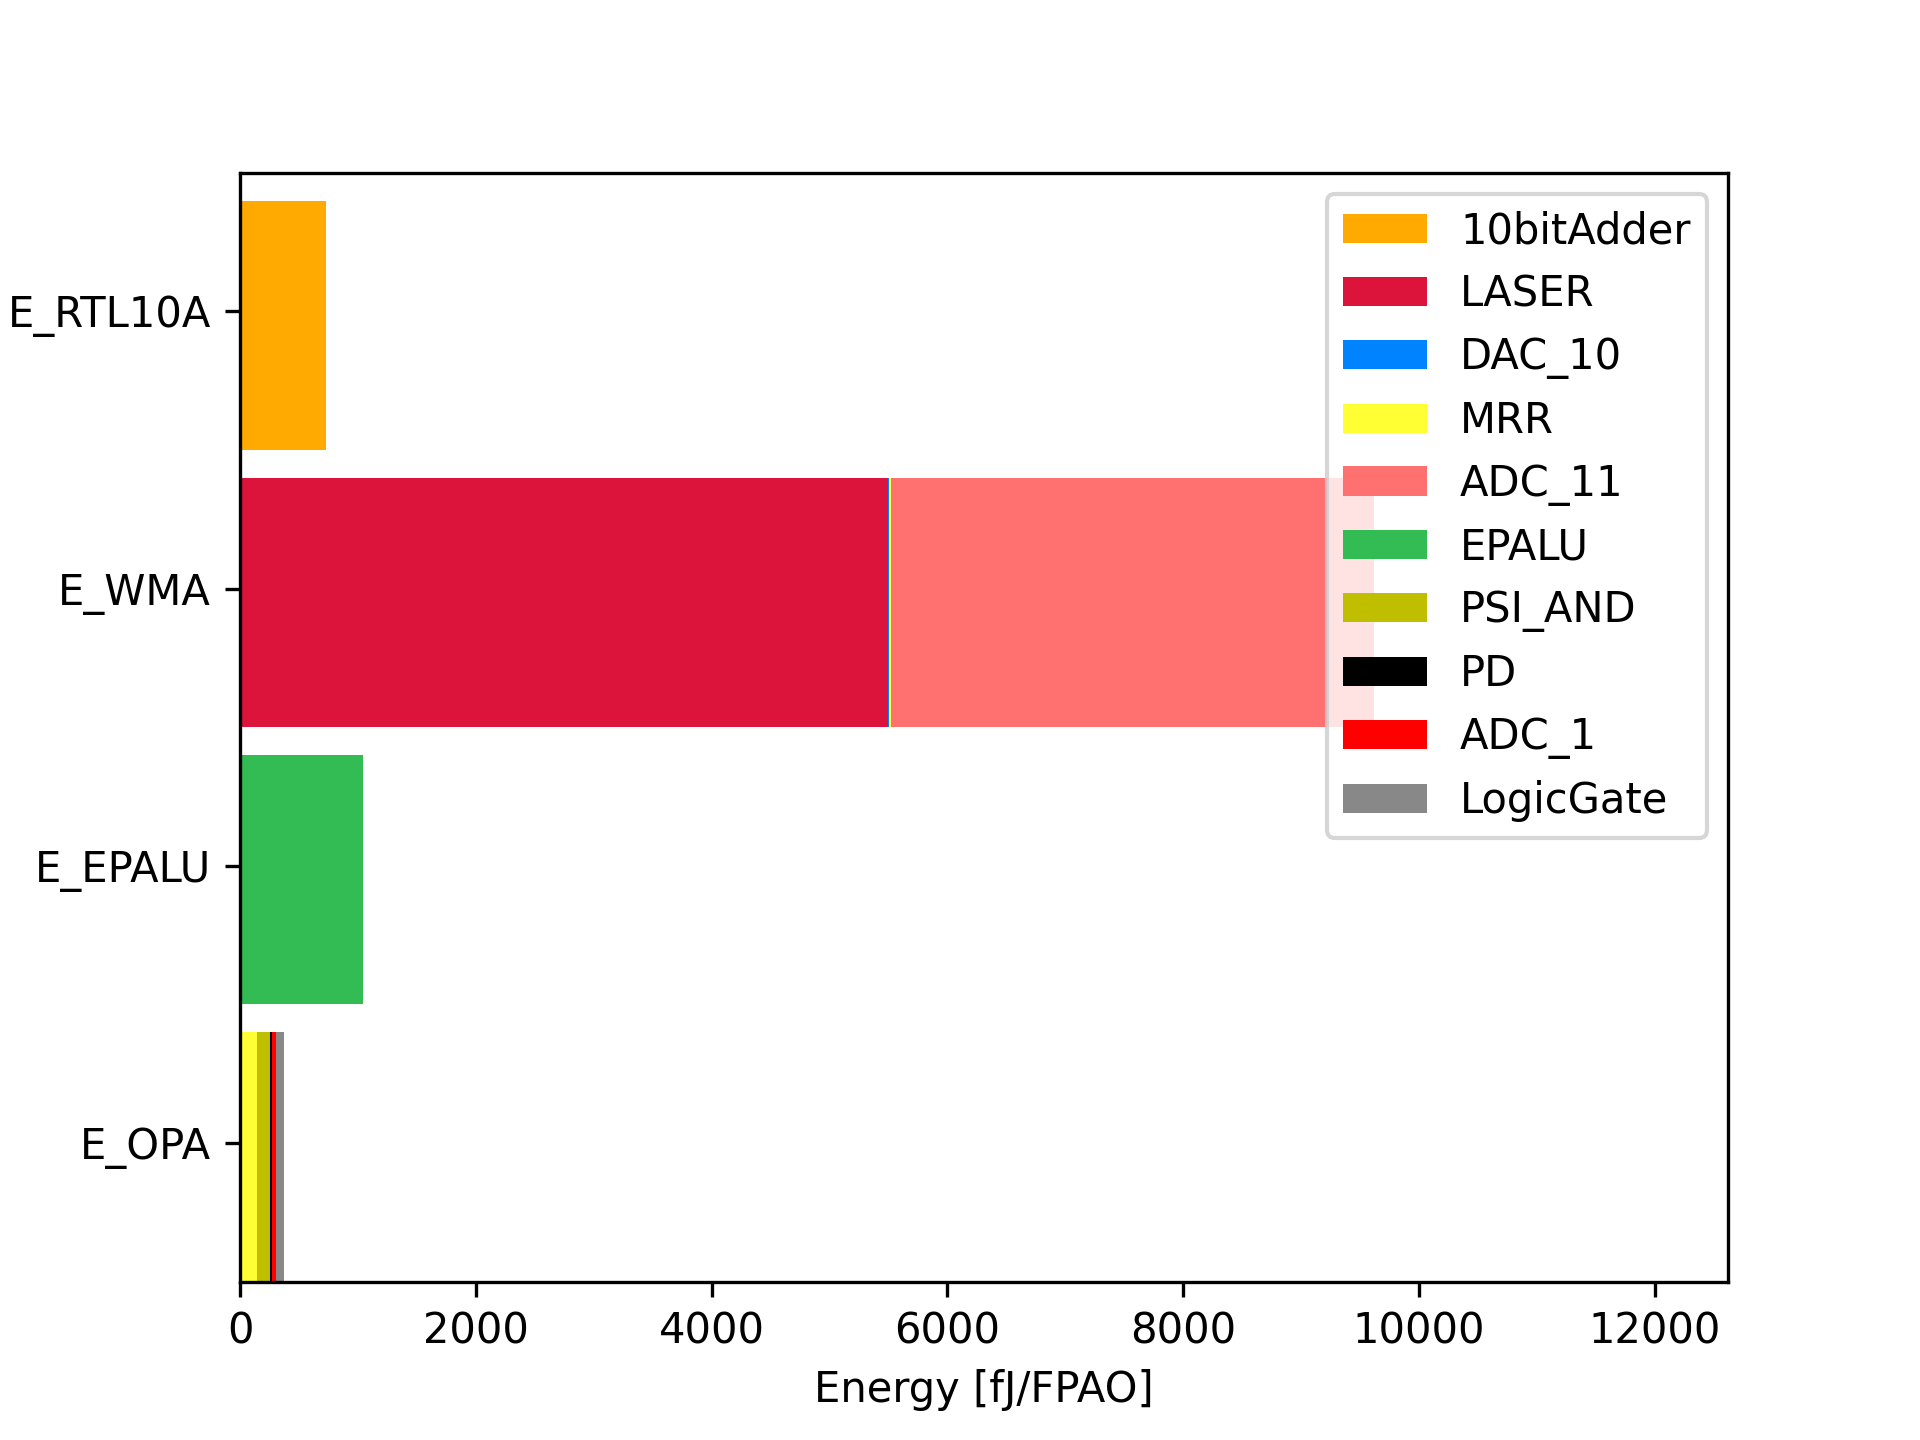 E_RTL10A
E_WMA
E_EPALU
E_OPA
10bitAdder
LASER
DAC_10
MRR
ADC_11
EPALU
PSI_AND
PD
ADC_1
LogicGate
0 2000 4000 6000 8000 10000 12000
Energy [fJ/FPAO]